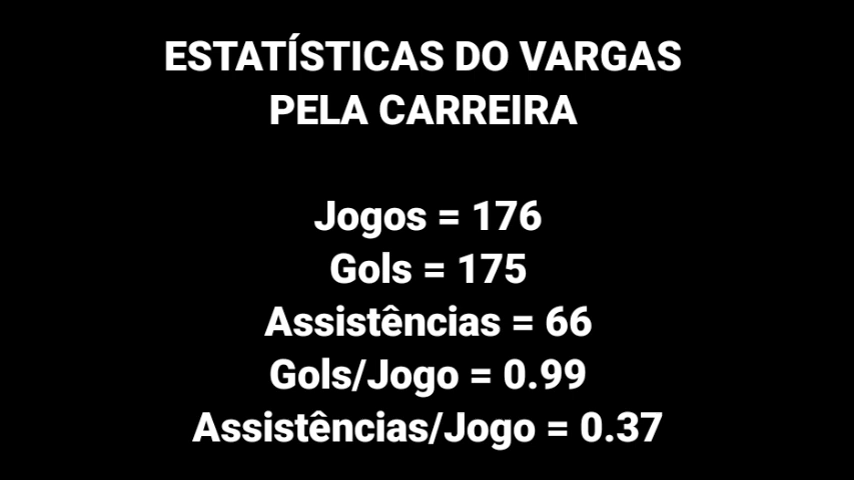 ESTATÍSTICAS DO VARGAS
PELA CARREIRA
Jogos = 176
Gols = 175
Assistências = 66
Gols/Jogo = 0.99
Assistências/Jogo = 0.37